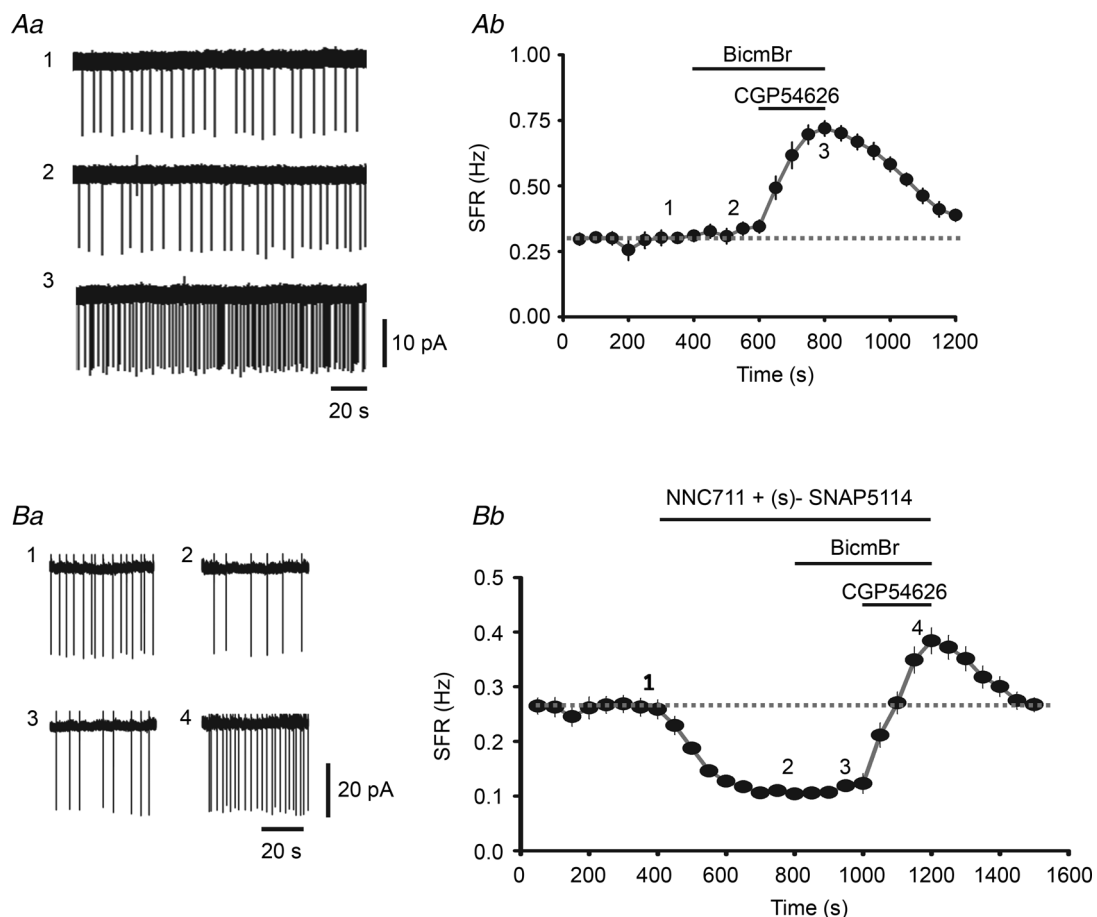 Aa
1
2
3
10 pA
20 s
Ab
BicmBr
CGP54626
1.00
0.75
0.50
0.25
0.00
SFR (Hz)
1
2
3
0
200
400
600
800
1000
1200
Time (s)
Ba
1
2
3
4
20 pA
20 s
Bb
NNC711 + (s)- SNAP5114
BicmBr
CGP54626
0.5
0.4
0.3
0.2
0.1
0.0
SFR (Hz)
1
2
3
4
0
200
400
600
800
1000
1200
1400
1600
Time (s)